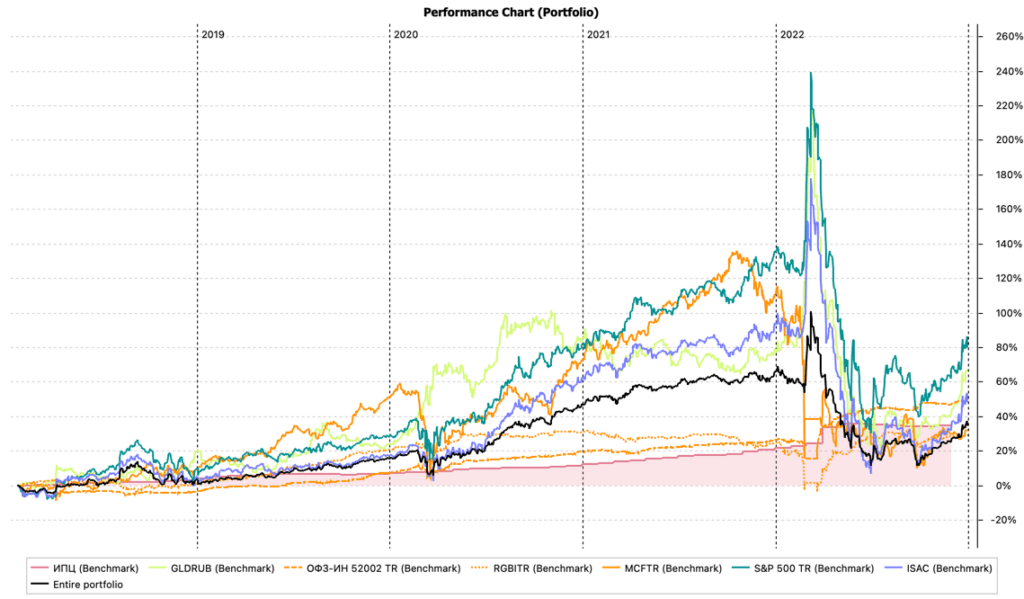 Performance Chart (Portfolio)
2019
2020
2021
2022
260%
240%
220%
200%
180%
160%
140%
120%
100%
80%
60%
40%
20%
0%
-20%
ИПЦ (Benchmark)
GLDRUB (Benchmark)
ОФЗ-ИН 52002 TR (Benchmark)
RGBITR (Benchmark)
MCFTR (Benchmark)
S&P 500 TR (Benchmark)
ISAC (Benchmark)
Entire portfolio